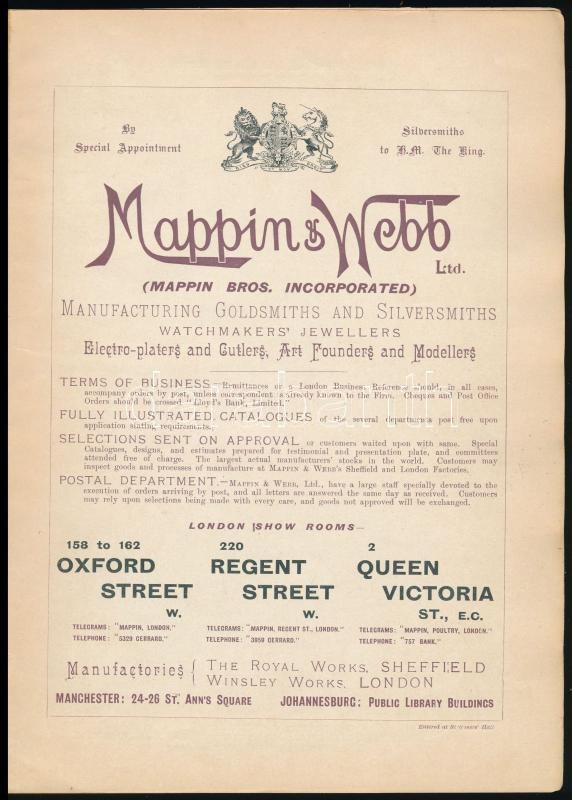 By
Special Appointment
Silversmiths
to H.M. The King.
Mappin & Webb
Ltd.
(MAPPIN BROS. INCORPORATED)
MANUFACTURING GOLDSMITHS AND SILVERSMITHS
WATCHMAKERS' JEWELLERS
Electro-platers and Cutlers, Art Founders and Modellers
TERMS OF BUSINESS—Remittances or a London Business Reference should, in all cases,
accompany orders by post, unless correspondent is already known to the Firm. Cheques and Post Office
Orders should be crossed "Lloyd's Bank, Limited."
FULLY ILLUSTRATED CATALOGUES of the several departments post free upon
application stating requirements.
SELECTIONS SENT ON APPROVAL or customers waited upon with same. Special
Catalogues, designs, and estimates prepared for testimonial and presentation plate, and committees
attended free of charge. The largest actual manufacturers' stocks in the world. Customers may
inspect goods and processes of manufacture at MAPPIN & WEBB'S Sheffield and London Factories.
POSTAL DEPARTMENT.—MAPPIN & WEBB, LTD., have a large staff specially devoted to the
execution of orders arriving by post, and all letters are answered the same day as received. Customers
may rely upon selections being made with every care, and goods not approved will be exchanged.
LONDON SHOW ROOMS—
158 to 162
OXFORD
STREET
W.
TELEGRAMS: "MAPPIN, LONDON."
TELEPHONE: "5329 GERRARD."
220
REGENT
STREET
W.
TELEGRAMS: "MAPPIN, REGENT ST., LONDON."
TELEPHONE: "3959 GERRARD."
2
QUEEN
VICTORIA
ST., E.C.
TELEGRAMS: "MAPPIN, POULTRY, LONDON."
TELEPHONE: "757 BANK."
Manufactories { THE ROYAL WORKS, SHEFFIELD
WINSLEY WORKS, LONDON
MANCHESTER: 24-26 ST. ANN'S SQUARE JOHANNESBURG: PUBLIC LIBRARY BUILDINGS
Entered at Stationers' Hall